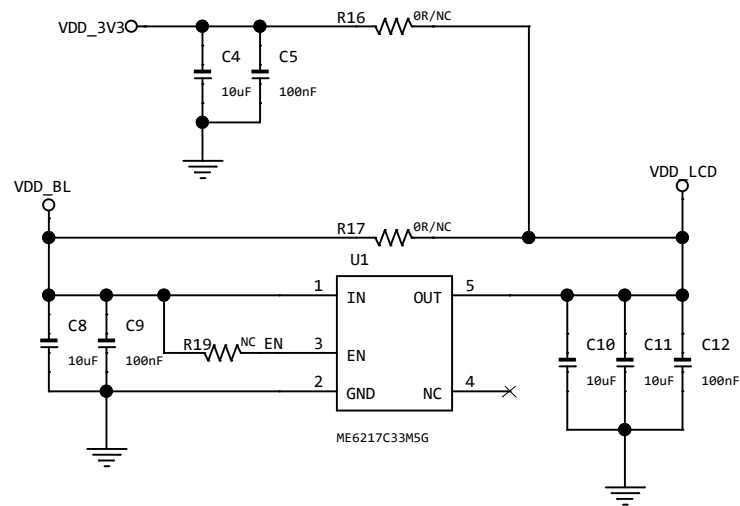 VDD_3V3
R16
0R/NC
C4
C5
10uF
100nF
VDD_BL
VDD_LCD
R17
0R/NC
U1
1
IN
OUT
5
C8
C9
10uF
100nF
R19
NC
EN
3
EN
C10
C11
C12
10uF
10uF
100nF
2
GND
NC
4
ME6217C33M5G